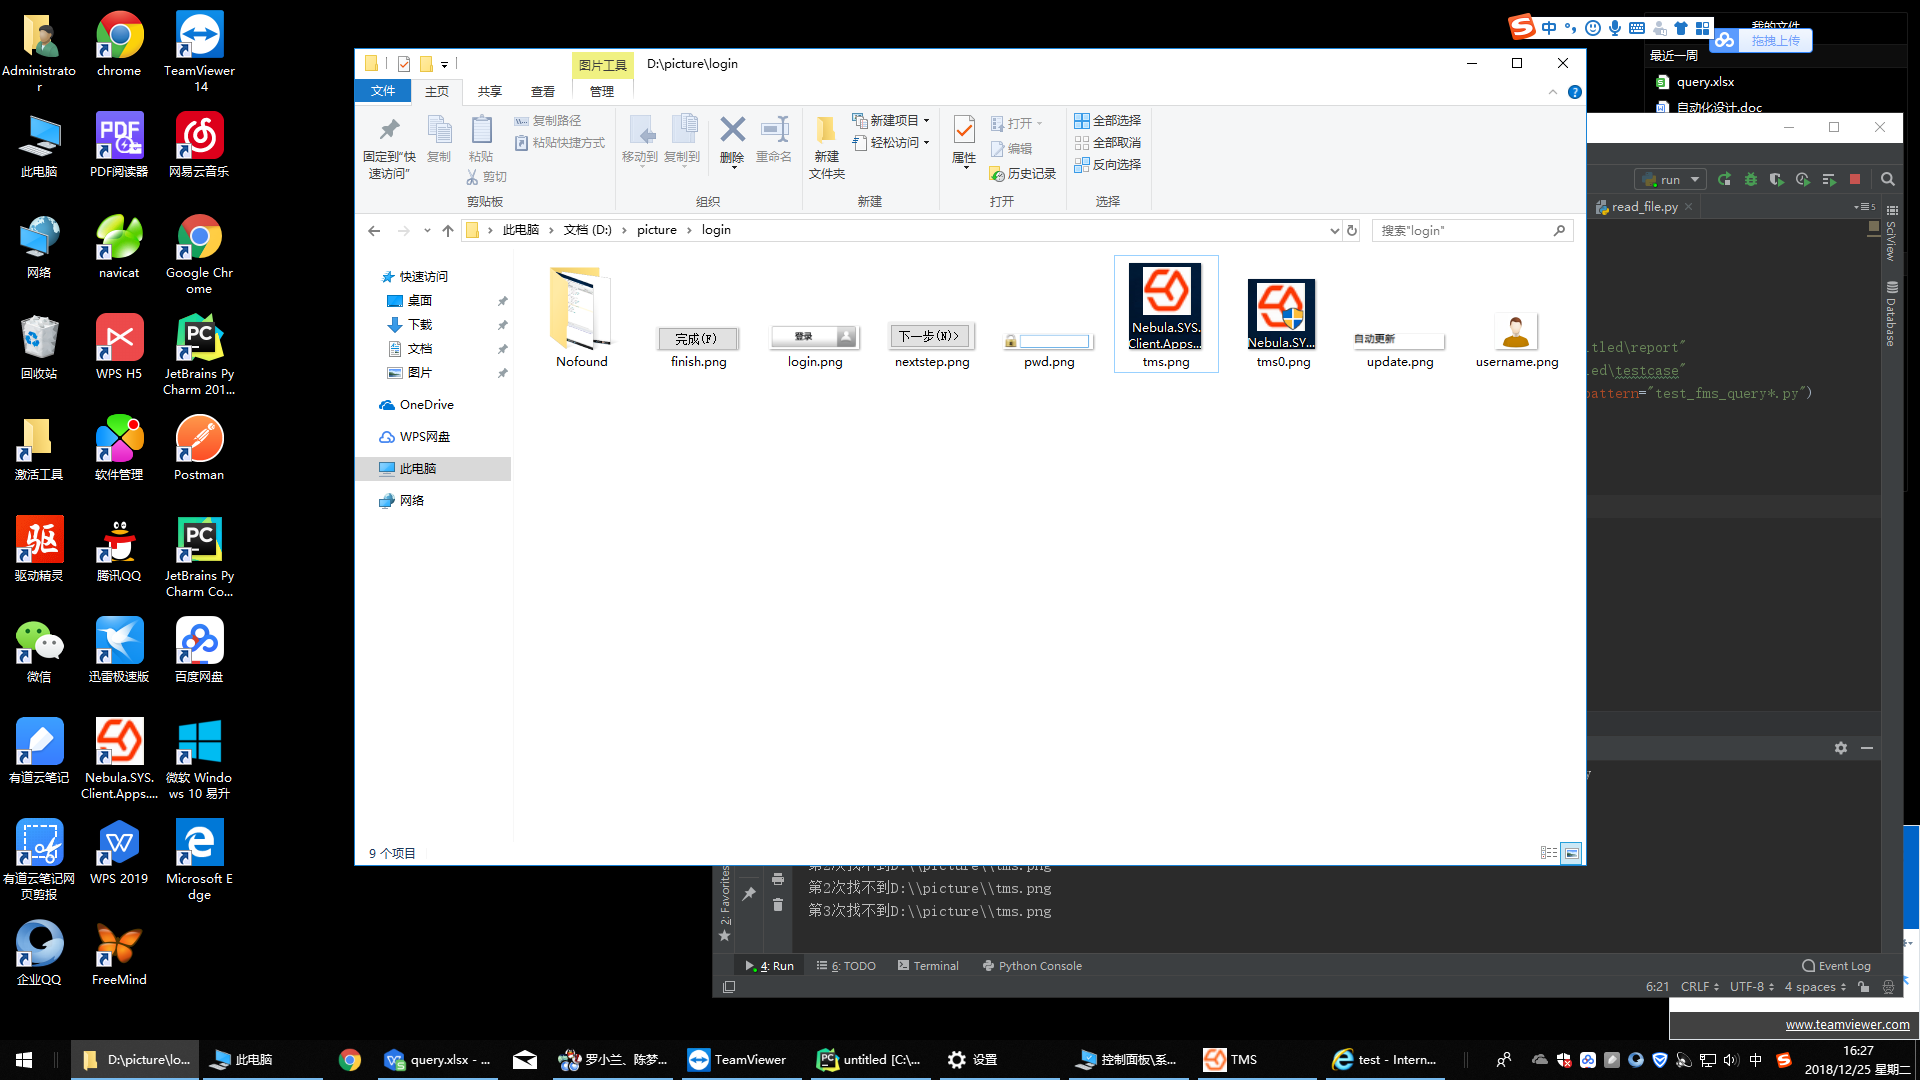 Administrato
r
chrome
TeamViewer
14
此电脑
PDF阅读器
网易云音乐
网络
navicat
Google Chr
ome
回收站
WPS H5
JetBrains Py
Charm 201...
激活工具
软件管理
Postman
驱动精灵
腾讯QQ
JetBrains Py
Charm Co...
微信
迅雷极速版
百度网盘
有道云笔记
Nebula.SYS.
Client.Apps....
微软 Windo
ws 10 易升
有道云笔记网
页剪报
WPS 2019
Microsoft E
dge
企业QQ
FreeMind
图片工具
D:\picture\login
文件
主页
共享
查看
管理
固定到"快
速访问"
复制
粘贴
复制路径
粘贴快捷方式
剪切
剪贴板
移动到
复制到
删除
重命名
组织
新建
文件夹
新建项目
轻松访问
新建
属性
打开
编辑
历史记录
打开
全部选择
全部取消
反向选择
选择
此电脑
文档 (D:)
picture
login
搜索"login"
快速访问
桌面
下载
文档
图片
OneDrive
WPS网盘
此电脑
网络
Nofound
完成(F)
finish.png
登录
login.png
下一步(N)>
nextstep.png
pwd.png
Nebula.SYS.
Client.Apps...
tms.png
Nebula.SY...
tms0.png
自动更新
update.png
username.png
9 个项目
中
我的文件
拖拽上传
最近一周
query.xlsx
自动化设计.doc
run
read_file.py
SciView
Database
tled\report"
ed\testcase"
pattern="test_fms_query*.py")
第2次找不到D:\\picture\\tms.png
第2次找不到D:\\picture\\tms.png
第3次找不到D:\\picture\\tms.png
2: Favorites
4: Run
6: TODO
Terminal
Python Console
Event Log
6:21
CRLF
UTF-8
4 spaces
www.teamviewer.com
D:\picture\lo...
此电脑
query.xlsx - ...
罗小兰、陈梦...
TeamViewer
untitled [C:\...
设置
控制面板\系...
TMS
test - Intern...
中
16:27
2018/12/25 星期二